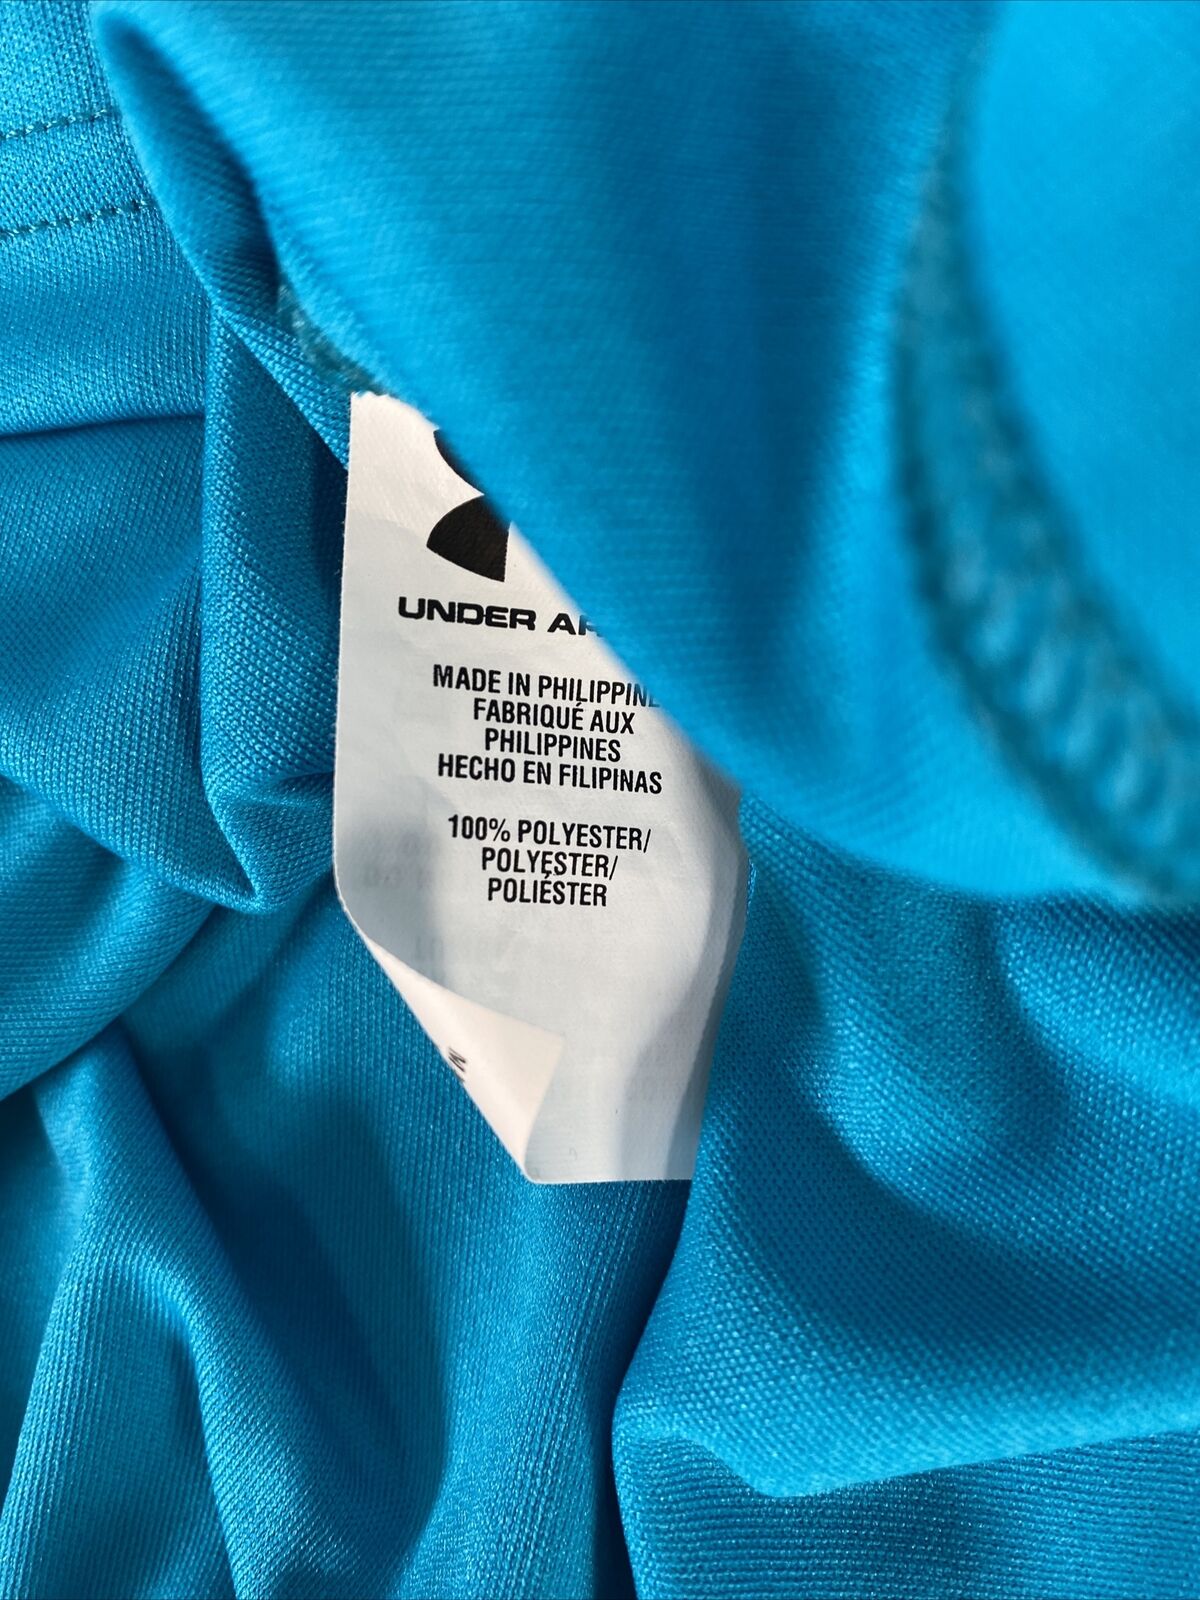 UNDER AR
MADE IN PHILIPPINE
FABRIQUÉ AUX
PHILIPPINES
HECHO EN FILIPINAS
100% POLYESTER/
POLYESTER/
POLIÉSTER